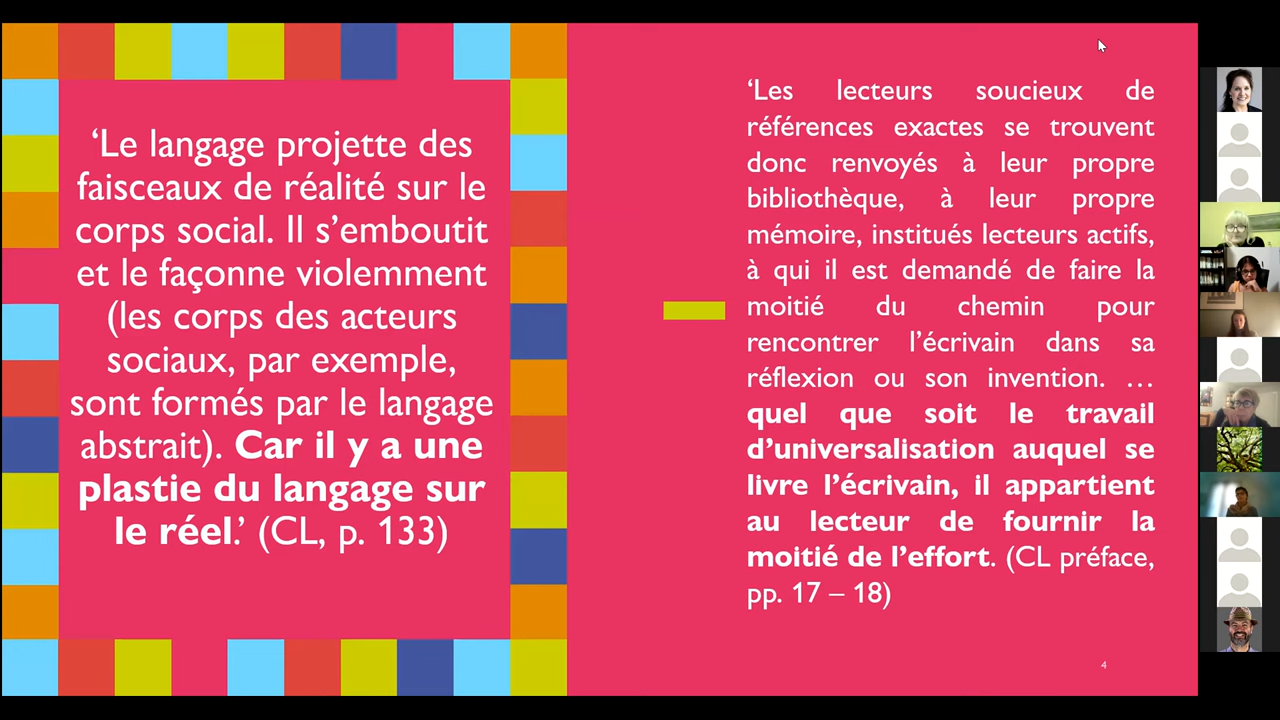 ‘Le langage projette des
faisceaux de réalité sur le
corps social. Il s’emboutit
et le façonne violemment
(les corps des acteurs
sociaux, par exemple,
sont formés par le langage
abstrait). Car il y a une
plastie du langage sur
le réel.’ (CL, p. 133)
‘Les lecteurs soucieux de
références exactes se trouvent
donc renvoyés à leur propre
bibliothèque, à leur propre
mémoire, institués lecteurs actifs,
à qui il est demandé de faire la
moitié du chemin pour
rencontrer l’écrivain dans sa
réflexion ou son invention. …
quel que soit le travail
d’universalisation auquel se
livre l’écrivain, il appartient
au lecteur de fournir la
moitié de l’effort. (CL préface,
pp. 17 – 18)
4